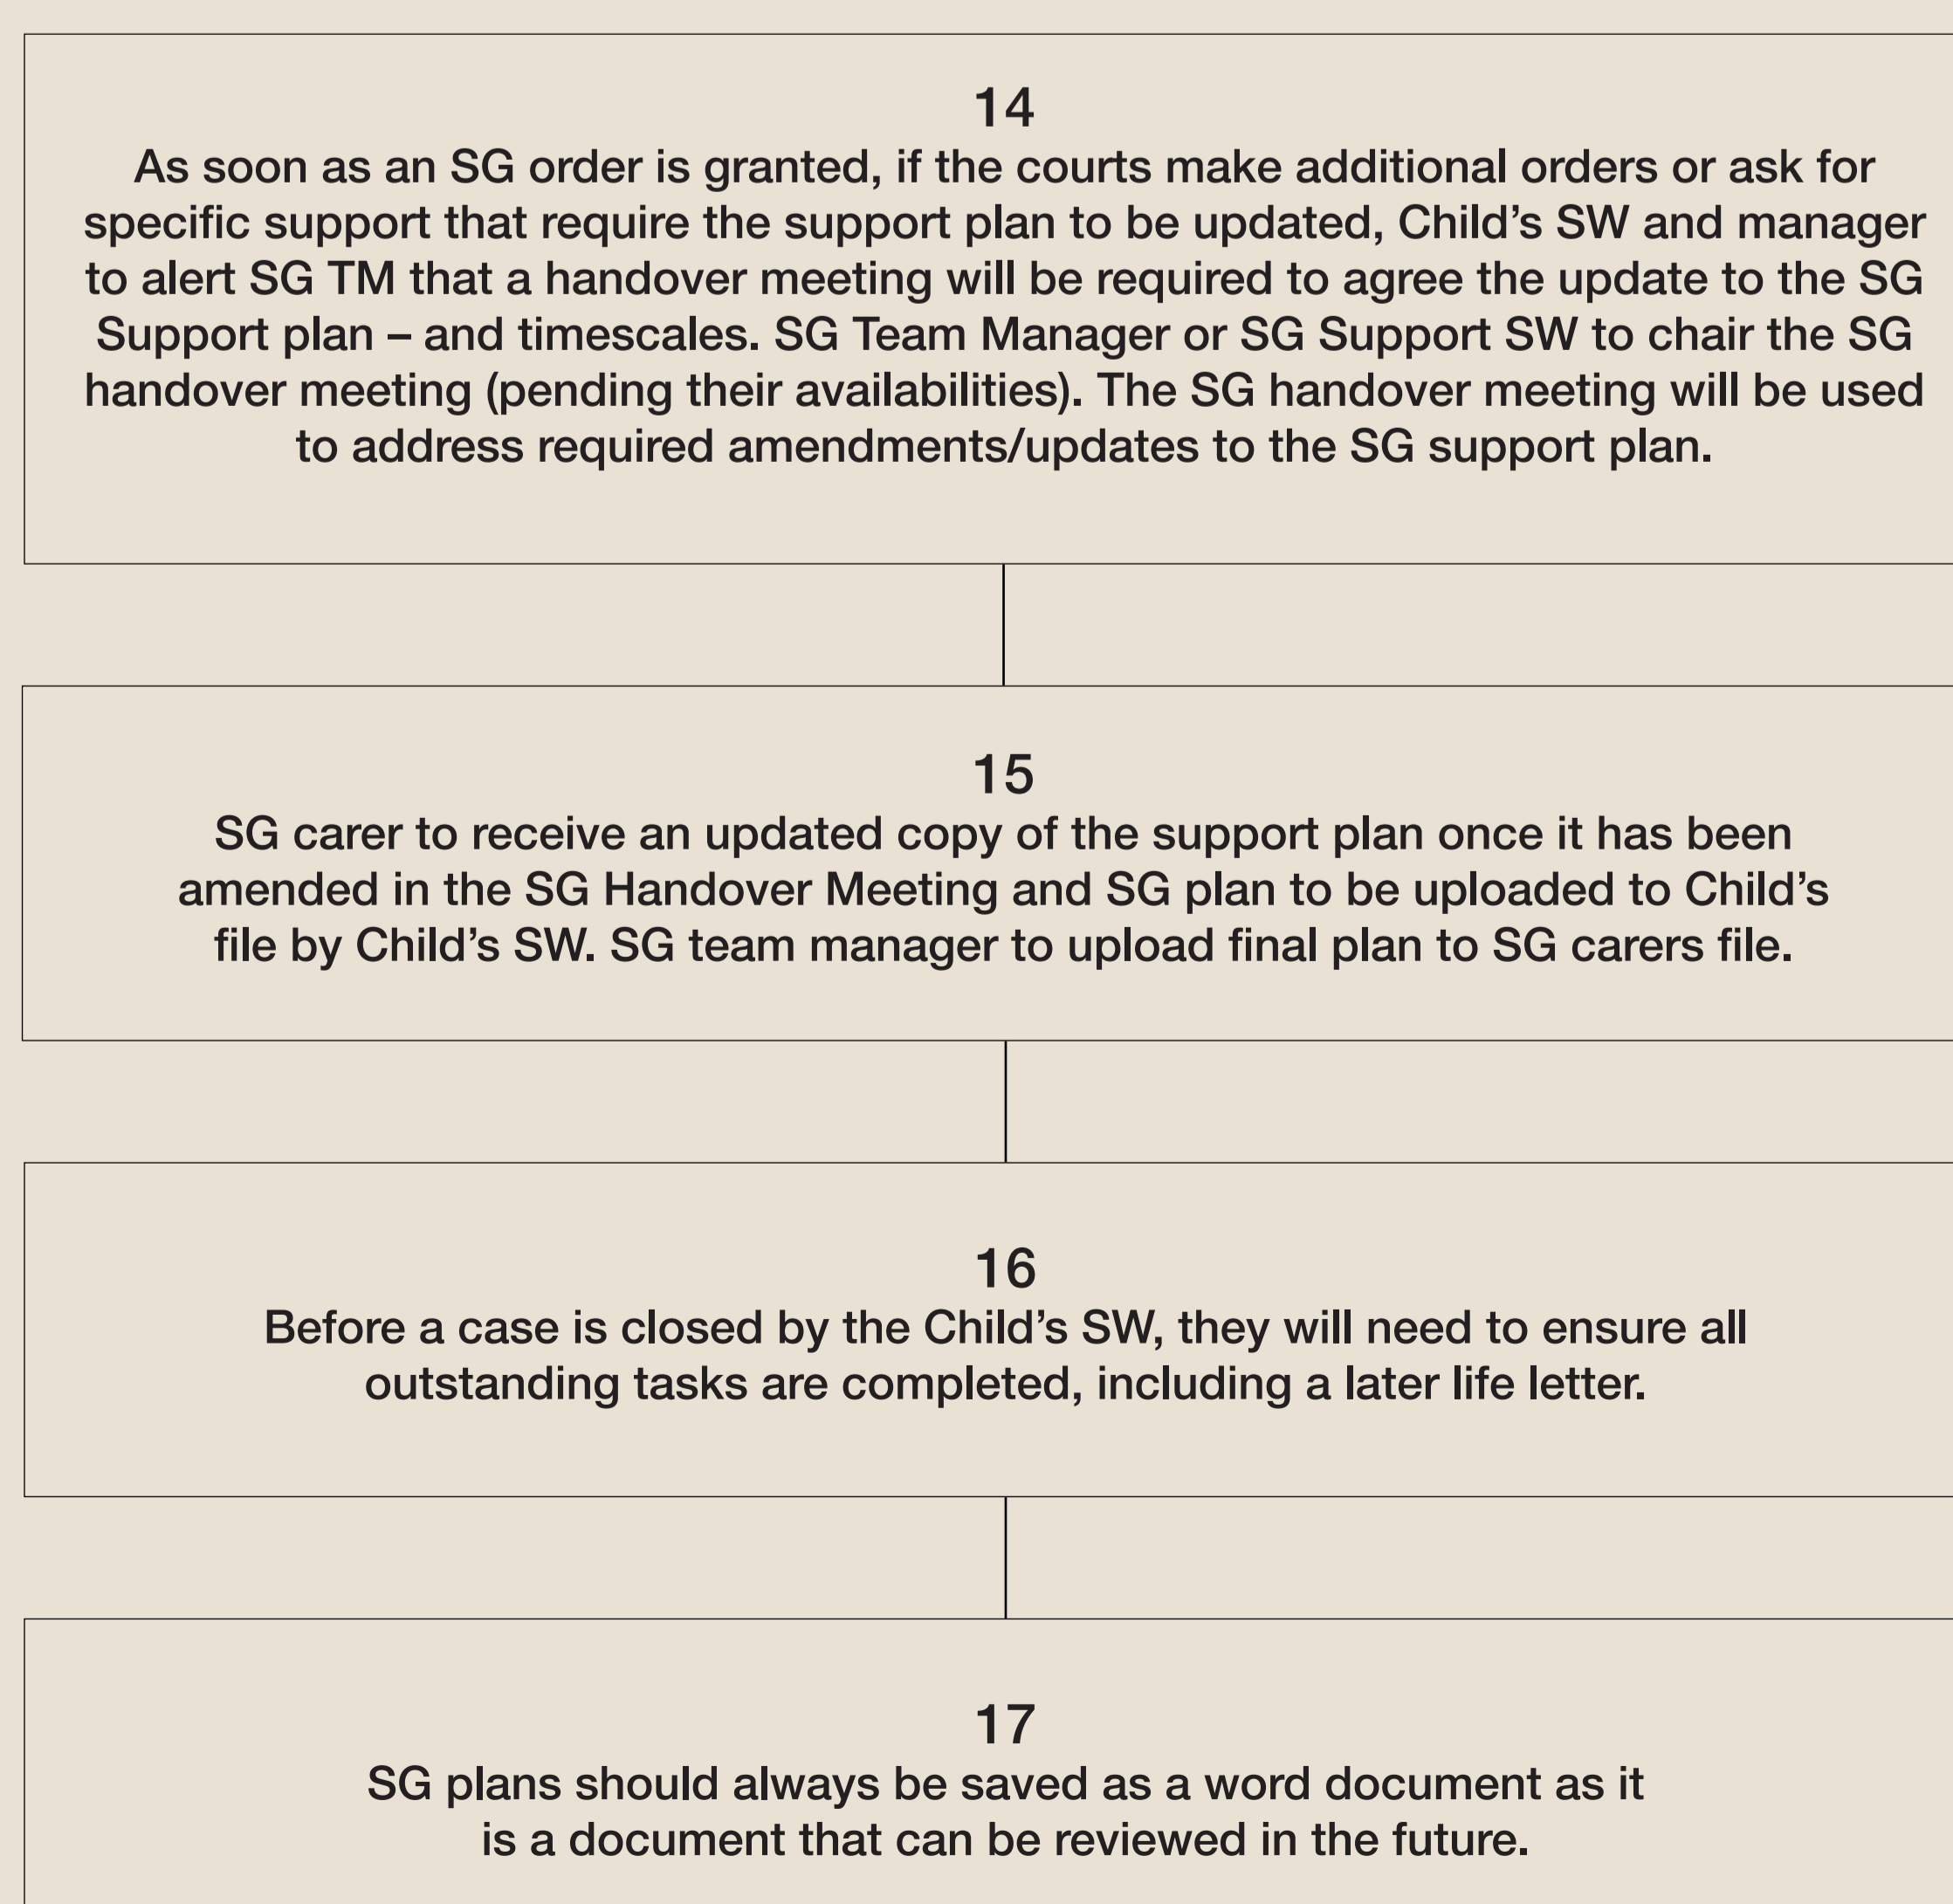 14
As soon as an SG order is granted, if the courts make additional orders or ask for
specific support that require the support plan to be updated, Child’s SW and manager
to alert SG TM that a handover meeting will be required to agree the update to the SG
Support plan – and timescales. SG Team Manager or SG Support SW to chair the SG
handover meeting (pending their availabilities). The SG handover meeting will be used
to address required amendments/updates to the SG support plan.
15
SG carer to receive an updated copy of the support plan once it has been
amended in the SG Handover Meeting and SG plan to be uploaded to Child’s
file by Child’s SW. SG team manager to upload final plan to SG carers file.
16
Before a case is closed by the Child’s SW, they will need to ensure all
outstanding tasks are completed, including a later life letter.
17
SG plans should always be saved as a word document as it
is a document that can be reviewed in the future.